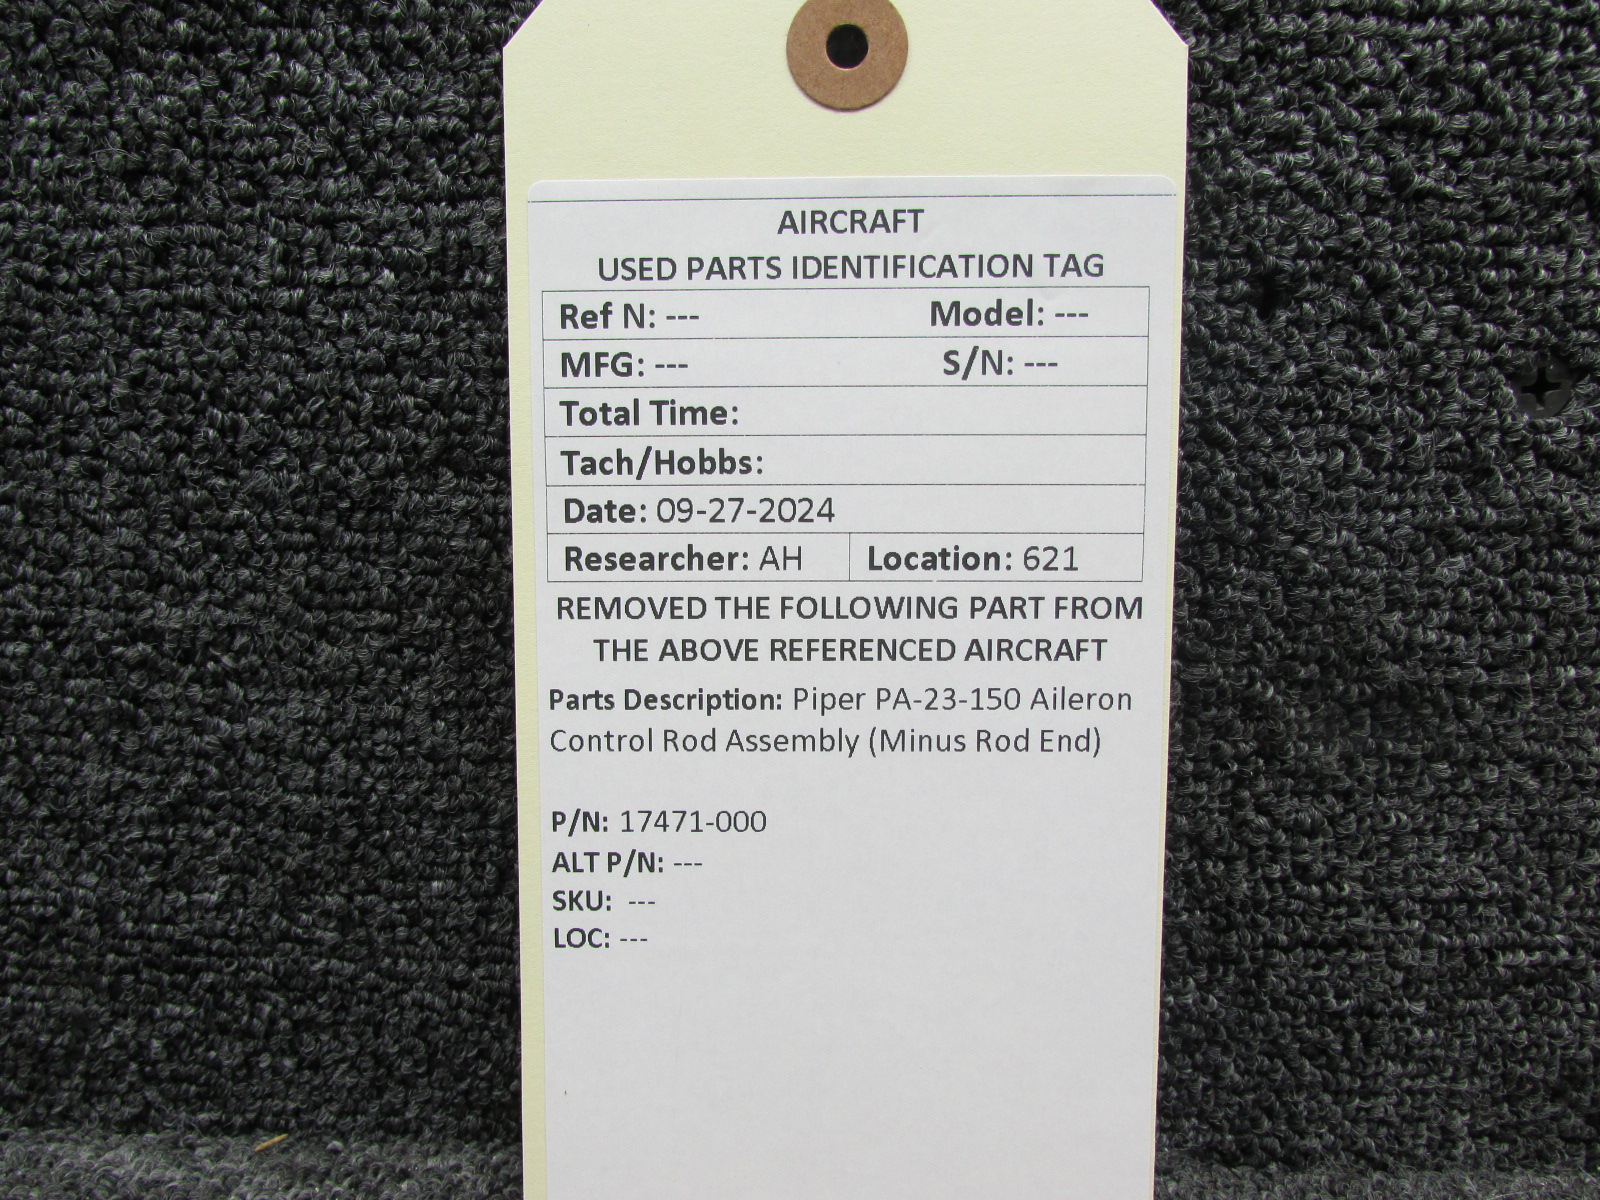 AIRCRAFT
USED PARTS IDENTIFICATION TAG
Ref N: --- Model: ---
MFG: --- S/N: ---
Total Time:
Tach/Hobbs:
Date: 09-27-2024
Researcher: AH Location: 621
REMOVED THE FOLLOWING PART FROM
THE ABOVE REFERENCED AIRCRAFT
Parts Description: Piper PA-23-150 Aileron
Control Rod Assembly (Minus Rod End)
P/N: 17471-000
ALT P/N: ---
SKU: ---
LOC: ---